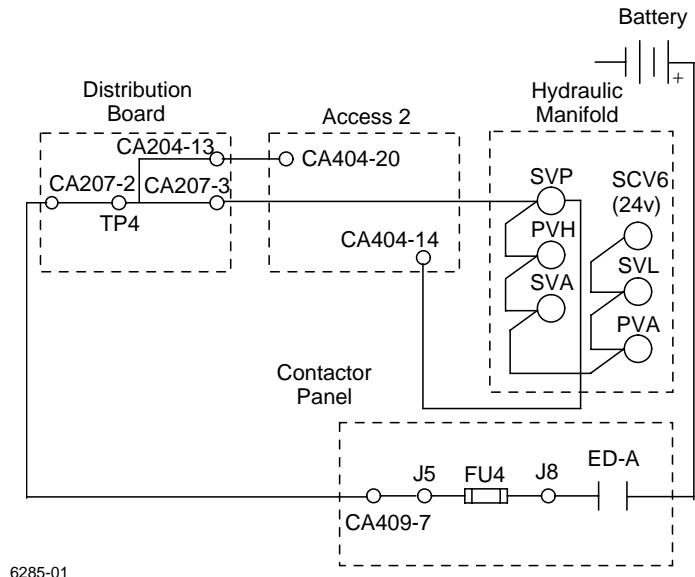 Battery
+
Distribution
Board
Access 2
Hydraulic
Manifold
CA204-13
CA404-20
CA207-2
CA207-3
TP4
CA404-14
SVP
SCV6
(24v)
PVH
SVL
SVA
PVA
Contactor
Panel
J5
FU4
J8
ED-A
CA409-7
6285-01